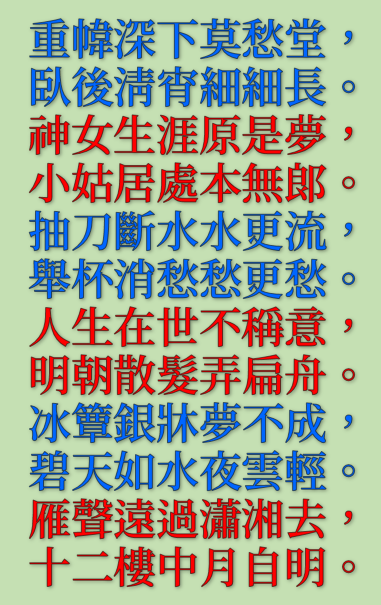 重幃深下莫愁堂，
臥後淸宵細細長。
神女生涯原是夢，
小姑居處本無郎。
抽刀斷水水更流，
舉杯消愁愁更愁。
人生在世不稱意，
明朝散髮弄扁舟。
冰簟銀牀夢不成，
碧天如水夜雲輕。
雁聲遠過瀟湘去，
十二樓中月自明。